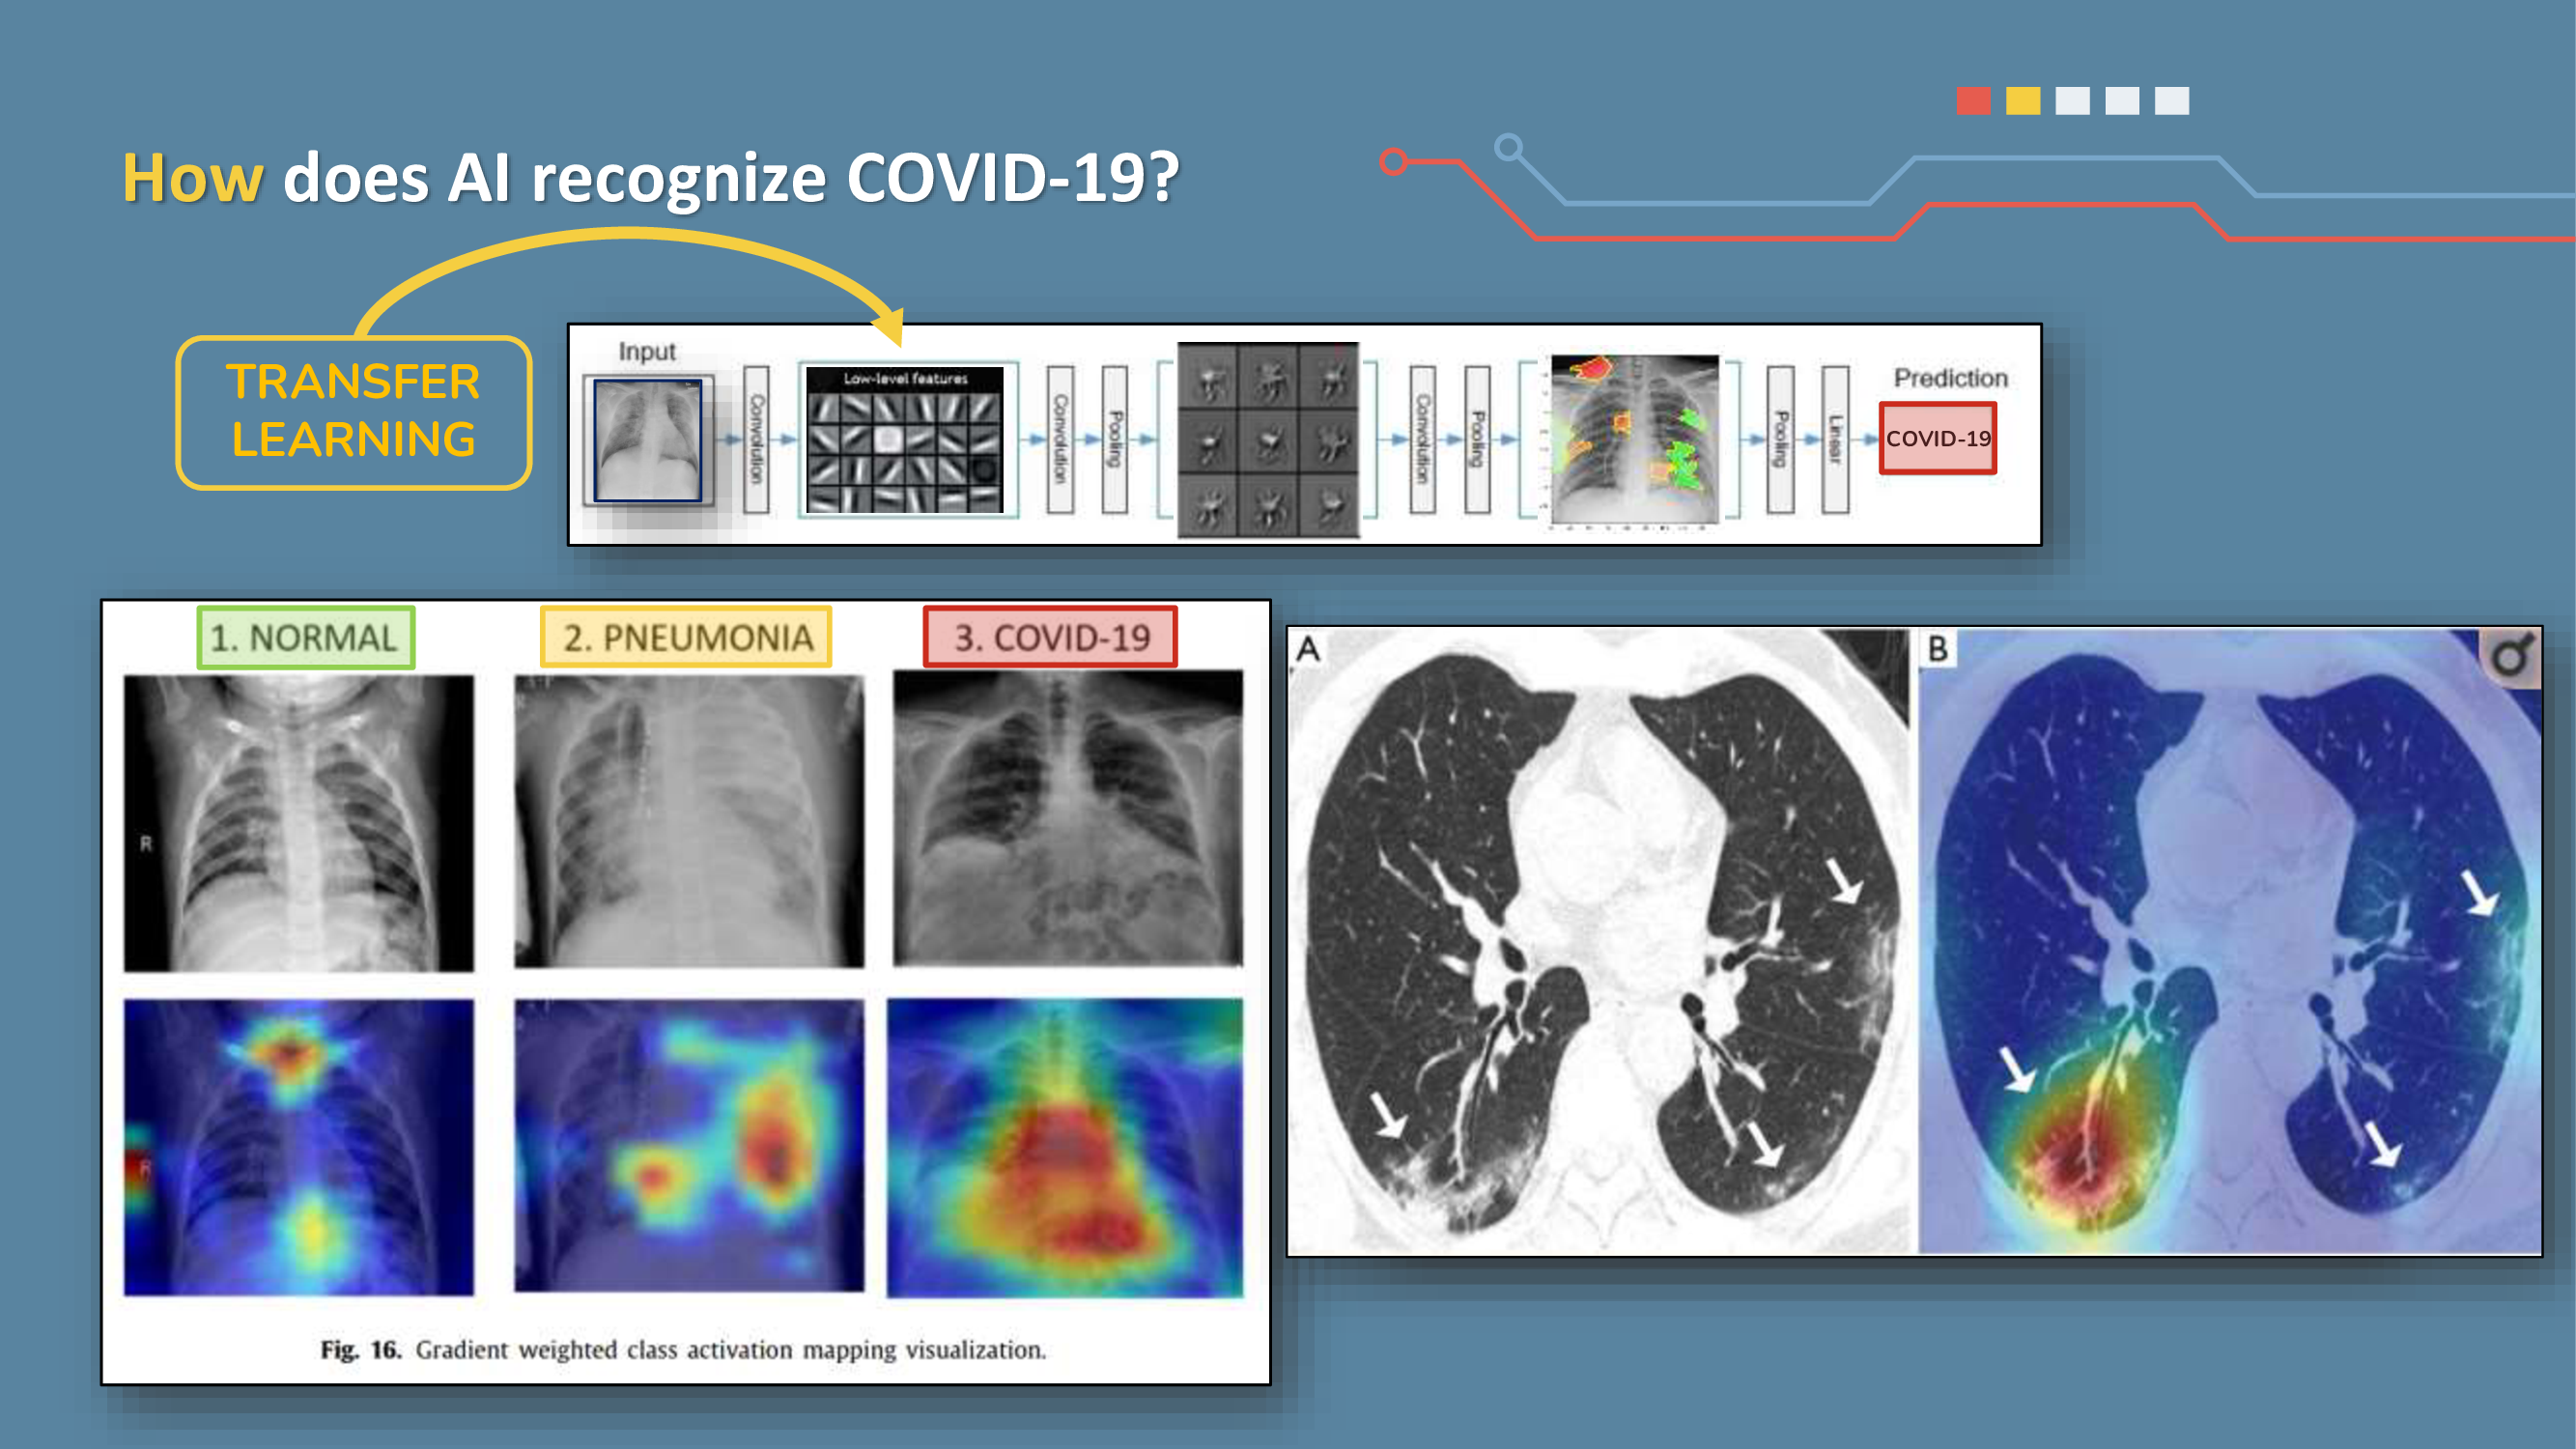 How does AI recognize COVID-19?
TRANSFER
LEARNING
Input
Convolution
Low-level features
Convolution
Pooling
Convolution
Pooling
Pooling
Linear
Prediction
COVID-19
1. NORMAL
2. PNEUMONIA
3. COVID-19
R
R
Fig. 16. Gradient weighted class activation mapping visualization.
A
B